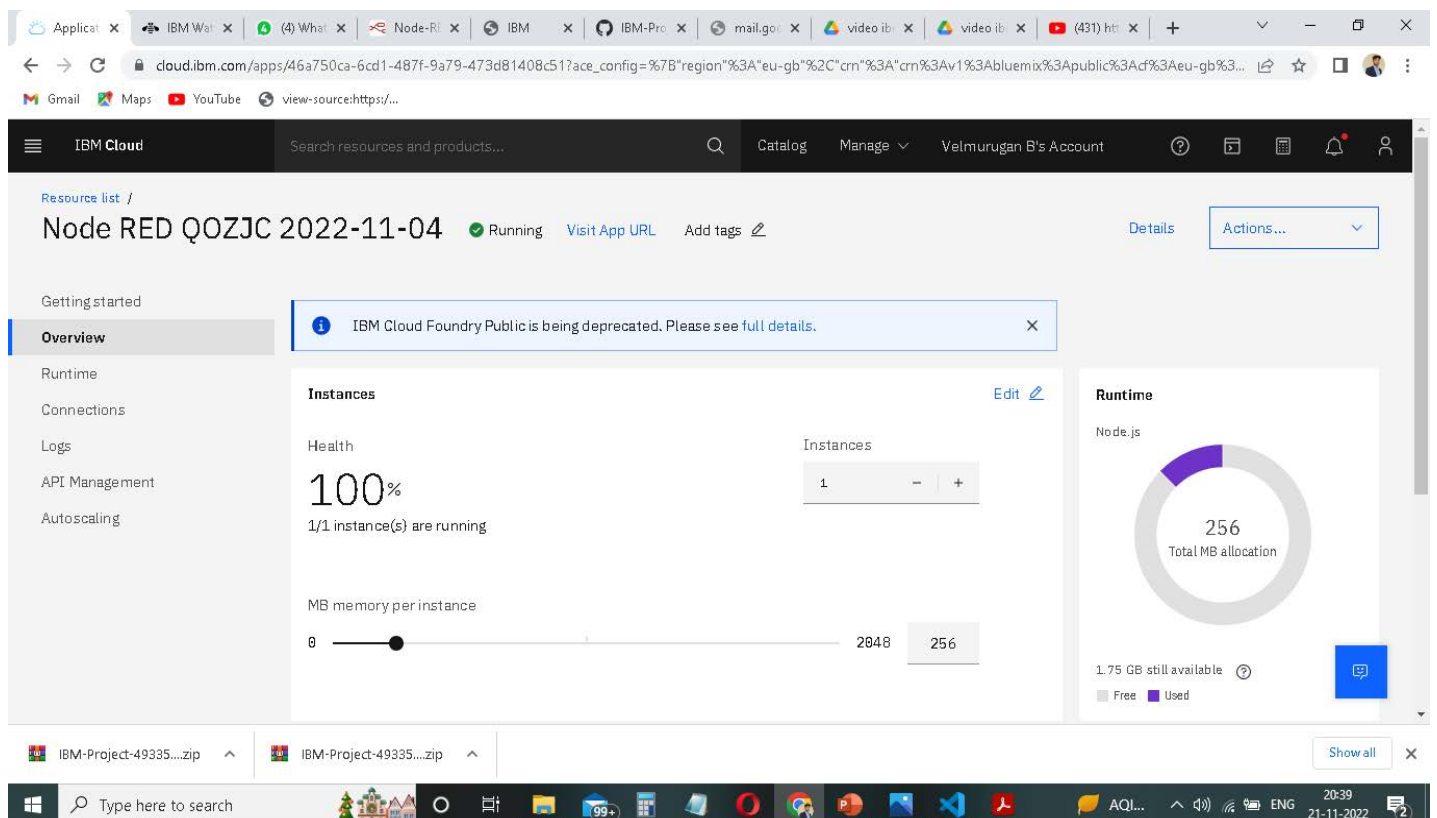 Applicat
IBM Wat
(4) What
Node-RE
IBM
IBM-Pro
mail.goo
video ib
video ib
(431) htt
cloud.ibm.com/apps/46a750ca-6cd1-487f-9a79-473d81408c51?ace_config=%7B"region"%3A"eu-gb"%2C"crn"%3A"crn%3Av1%3Abluemix%3Apublic%3Acf%3Aeu-gb%3...
Gmail Maps YouTube view-source:https:/...
IBM Cloud Search resources and products... Catalog Manage Velmurugan B's Account
Resource list /
Node RED QOZJC 2022-11-04 Running Visit App URL Add tags Details Actions...
Getting started
Overview
Runtime
Connections
Logs
API Management
Autoscaling
IBM Cloud Foundry Public is being deprecated. Please see full details.
Instances Edit
Health
100%
1/1 instance(s) are running
Instances
1 - +
MB memory per instance
0 2048 256
Runtime
Node.js
256
Total MB allocation
1.75 GB still available
Free Used
IBM-Project-49335....zip IBM-Project-49335....zip Show all
Type here to search 99+ AQI... ENG 20:39
21-11-2022 2